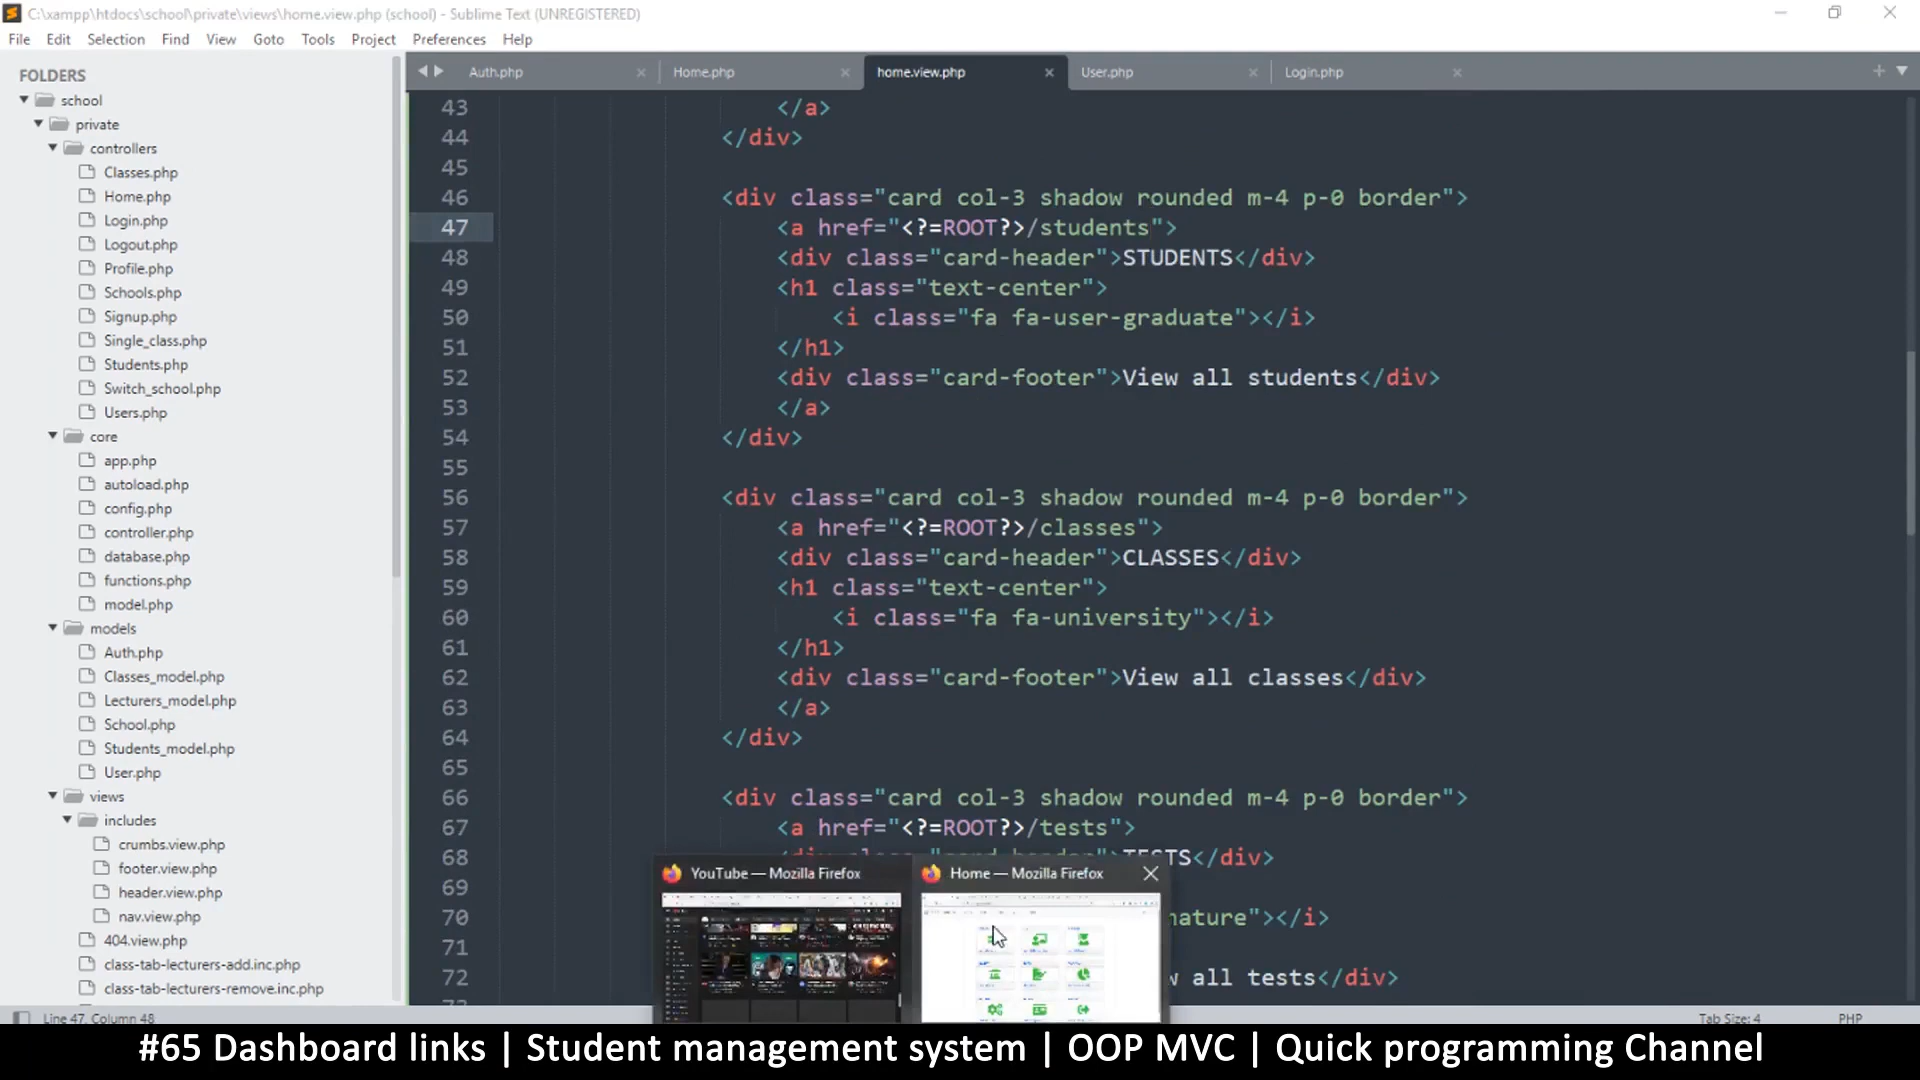 C:\xampp\htdocs\school\private\views\home.view.php (school) - Sublime Text (UNREGISTERED)
File Edit Selection Find View Goto Tools Project Preferences Help
FOLDERS
school
private
controllers
Classes.php
Home.php
Login.php
Logout.php
Profile.php
Schools.php
Signup.php
Single_class.php
Students.php
Switch_school.php
Users.php
core
app.php
autoload.php
config.php
controller.php
database.php
functions.php
model.php
models
Auth.php
Classes_model.php
Lecturers_model.php
School.php
Students_model.php
User.php
views
includes
crumbs.view.php
footer.view.php
header.view.php
nav.view.php
404.view.php
class-tab-lecturers-add.inc.php
class-tab-lecturers-remove.inc.php
Auth.php Home.php home.view.php User.php Login.php
43 </a>
44 </div>
45
46 <div class="card col-3 shadow rounded m-4 p-0 border">
47 <a href="<?=ROOT?>/students">
48 <div class="card-header">STUDENTS</div>
49 <h1 class="text-center">
50 <i class="fa fa-user-graduate"></i>
51 </h1>
52 <div class="card-footer">View all students</div>
53 </a>
54 </div>
55
56 <div class="card col-3 shadow rounded m-4 p-0 border">
57 <a href="<?=ROOT?>/classes">
58 <div class="card-header">CLASSES</div>
59 <h1 class="text-center">
60 <i class="fa fa-university"></i>
61 </h1>
62 <div class="card-footer">View all classes</div>
63 </a>
64 </div>
65
66 <div class="card col-3 shadow rounded m-4 p-0 border">
67 <a href="<?=ROOT?>/tests">
68 TESTS</div>
69
70 nature"></i>
71
72 all tests</div>
YouTube — Mozilla Firefox
Home — Mozilla Firefox
Line 47, Column 48
Tab Size: 4 PHP
#65 Dashboard links | Student management system | OOP MVC | Quick programming Channel